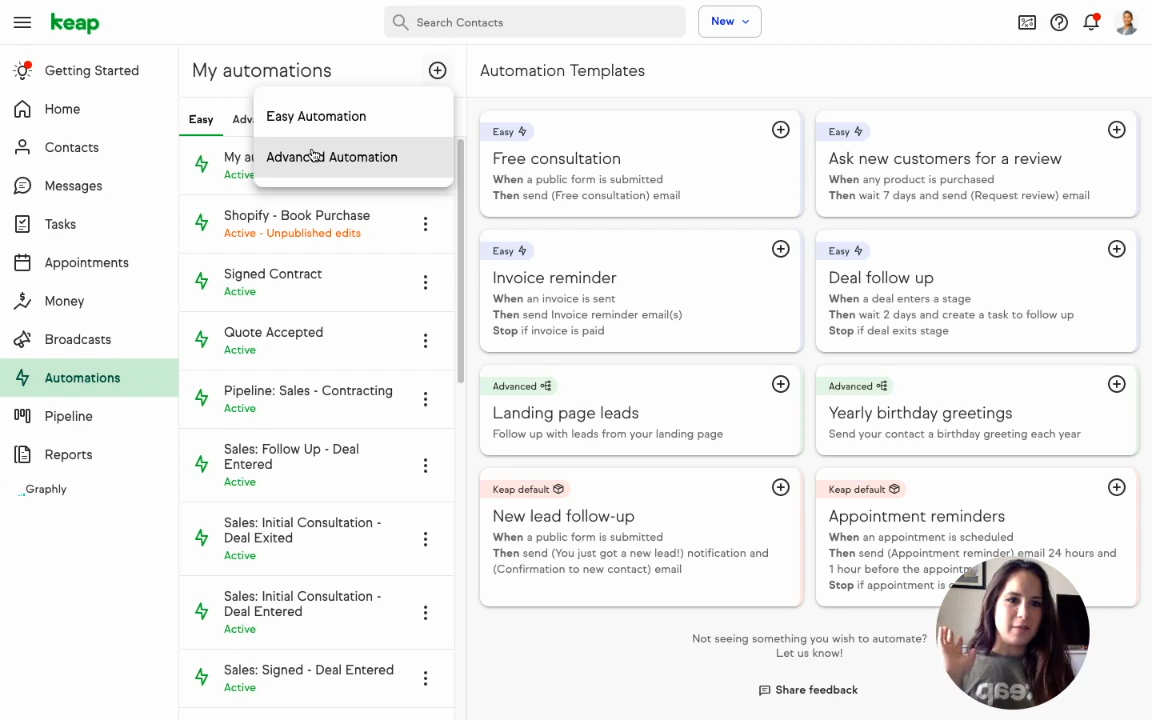 keap
Search Contacts
New
Getting Started
Home
Contacts
Messages
Tasks
Appointments
Money
Broadcasts
Automations
Pipeline
Reports
Graphly
My automations
Easy Automation
Advanced Automation
Easy
Adv
My au
Active
Shopify - Book Purchase
Active - Unpublished edits
Signed Contract
Active
Quote Accepted
Active
Pipeline: Sales - Contracting
Active
Sales: Follow Up - Deal
Entered
Active
Sales: Initial Consultation -
Deal Exited
Active
Sales: Initial Consultation -
Deal Entered
Active
Sales: Signed - Deal Entered
Active
Automation Templates
Easy
Free consultation
When a public form is submitted
Then send (Free consultation) email
Easy
Ask new customers for a review
When any product is purchased
Then wait 7 days and send (Request review) email
Easy
Invoice reminder
When an invoice is sent
Then send Invoice reminder email(s)
Stop if invoice is paid
Easy
Deal follow up
When a deal enters a stage
Then wait 2 days and create a task to follow up
Stop if deal exits stage
Advanced
Landing page leads
Follow up with leads from your landing page
Advanced
Yearly birthday greetings
Send your contact a birthday greeting each year
Keap default
New lead follow-up
When a public form is submitted
Then send (You just got a new lead!) notification and
(Confirmation to new contact) email
Keap default
Appointment reminders
When an appointment is scheduled
Then send (Appointment reminder) email 24 hours and
1 hour before the appointm
Stop if appointment is
Not seeing something you wish to automate?
Let us know!
Share feedback